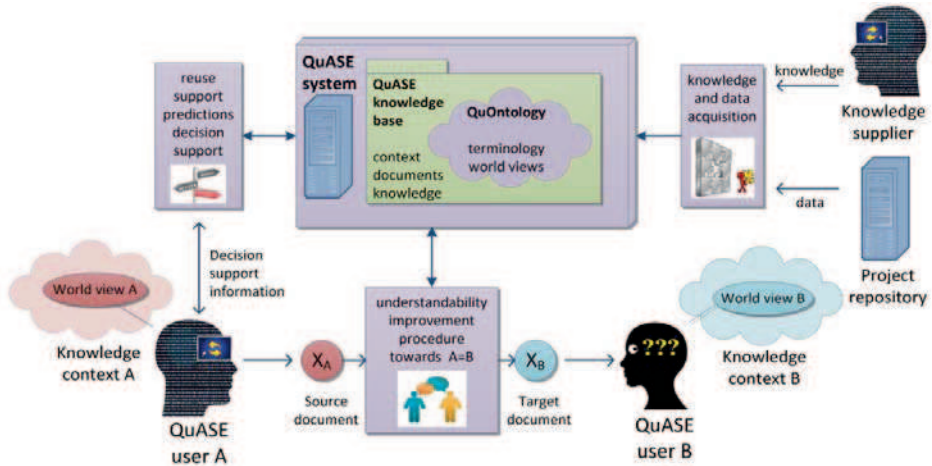 reuse
support
predictions
decision
support
QuASE
system
QuASE
knowledge
base
context
documents
knowledge
QuOntology
terminology
world views
knowledge
and data
acquisition
knowledge
Knowledge
supplier
data
Project
repository
Decision
support
information
World view A
Knowledge
context A
QuASE
user A
XA
Source
document
understandability
improvement
procedure
towards A=B
XB
Target
document
???
QuASE
user B
World view B
Knowledge
context B